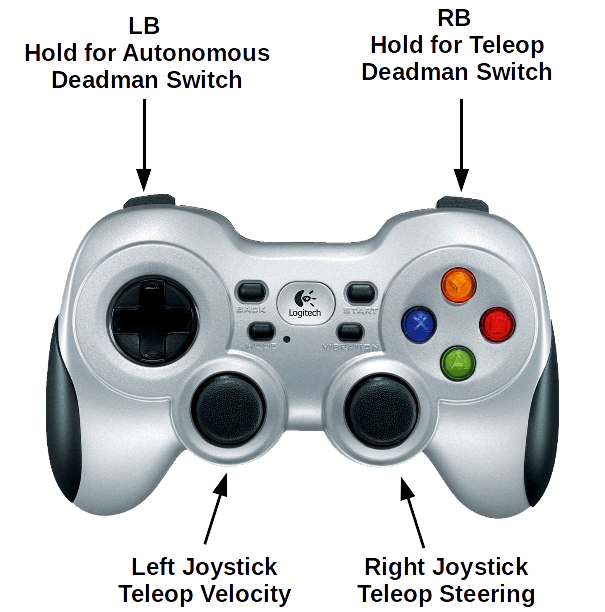 LB
Hold for Autonomous
Deadman Switch
RB
Hold for Teleop
Deadman Switch
BACK
Logitech
START
MODE
VIBRATION
Y
X
B
A
Left Joystick
Teleop Velocity
Right Joystick
Teleop Steering